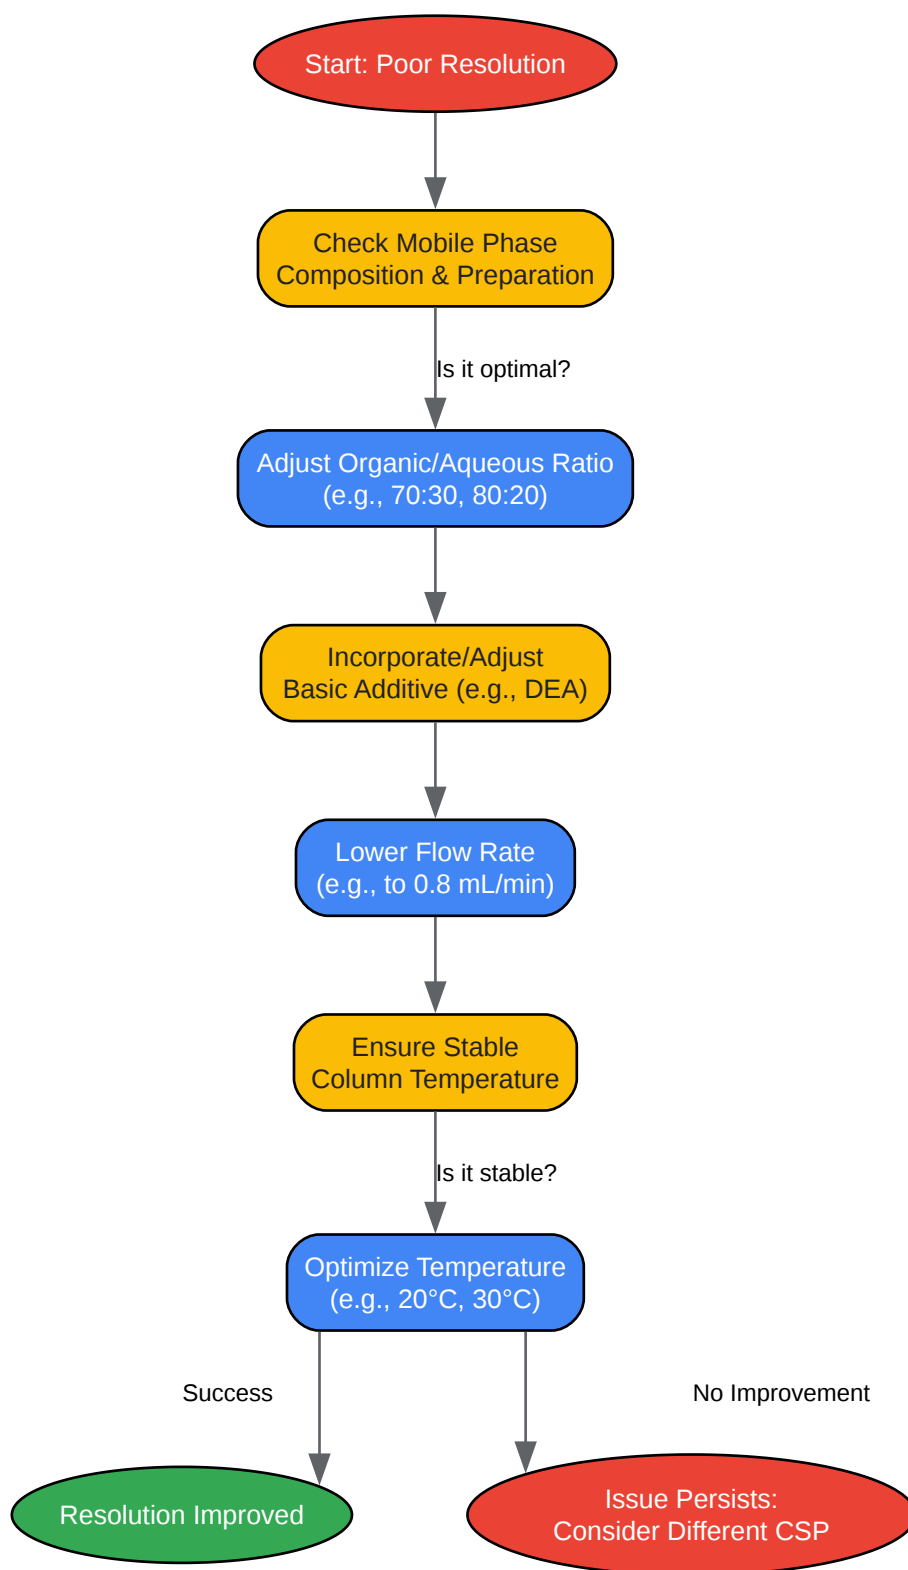 Start: Poor Resolution
Check Mobile Phase
Composition & Preparation
Is it optimal?
Adjust Organic/Aqueous Ratio
(e.g., 70:30, 80:20)
Incorporate/Adjust
Basic Additive (e.g., DEA)
Lower Flow Rate
(e.g., to 0.8 mL/min)
Ensure Stable
Column Temperature
Is it stable?
Optimize Temperature
(e.g., 20°C, 30°C)
Success
No Improvement
Resolution Improved
Issue Persists:
Consider Different CSP